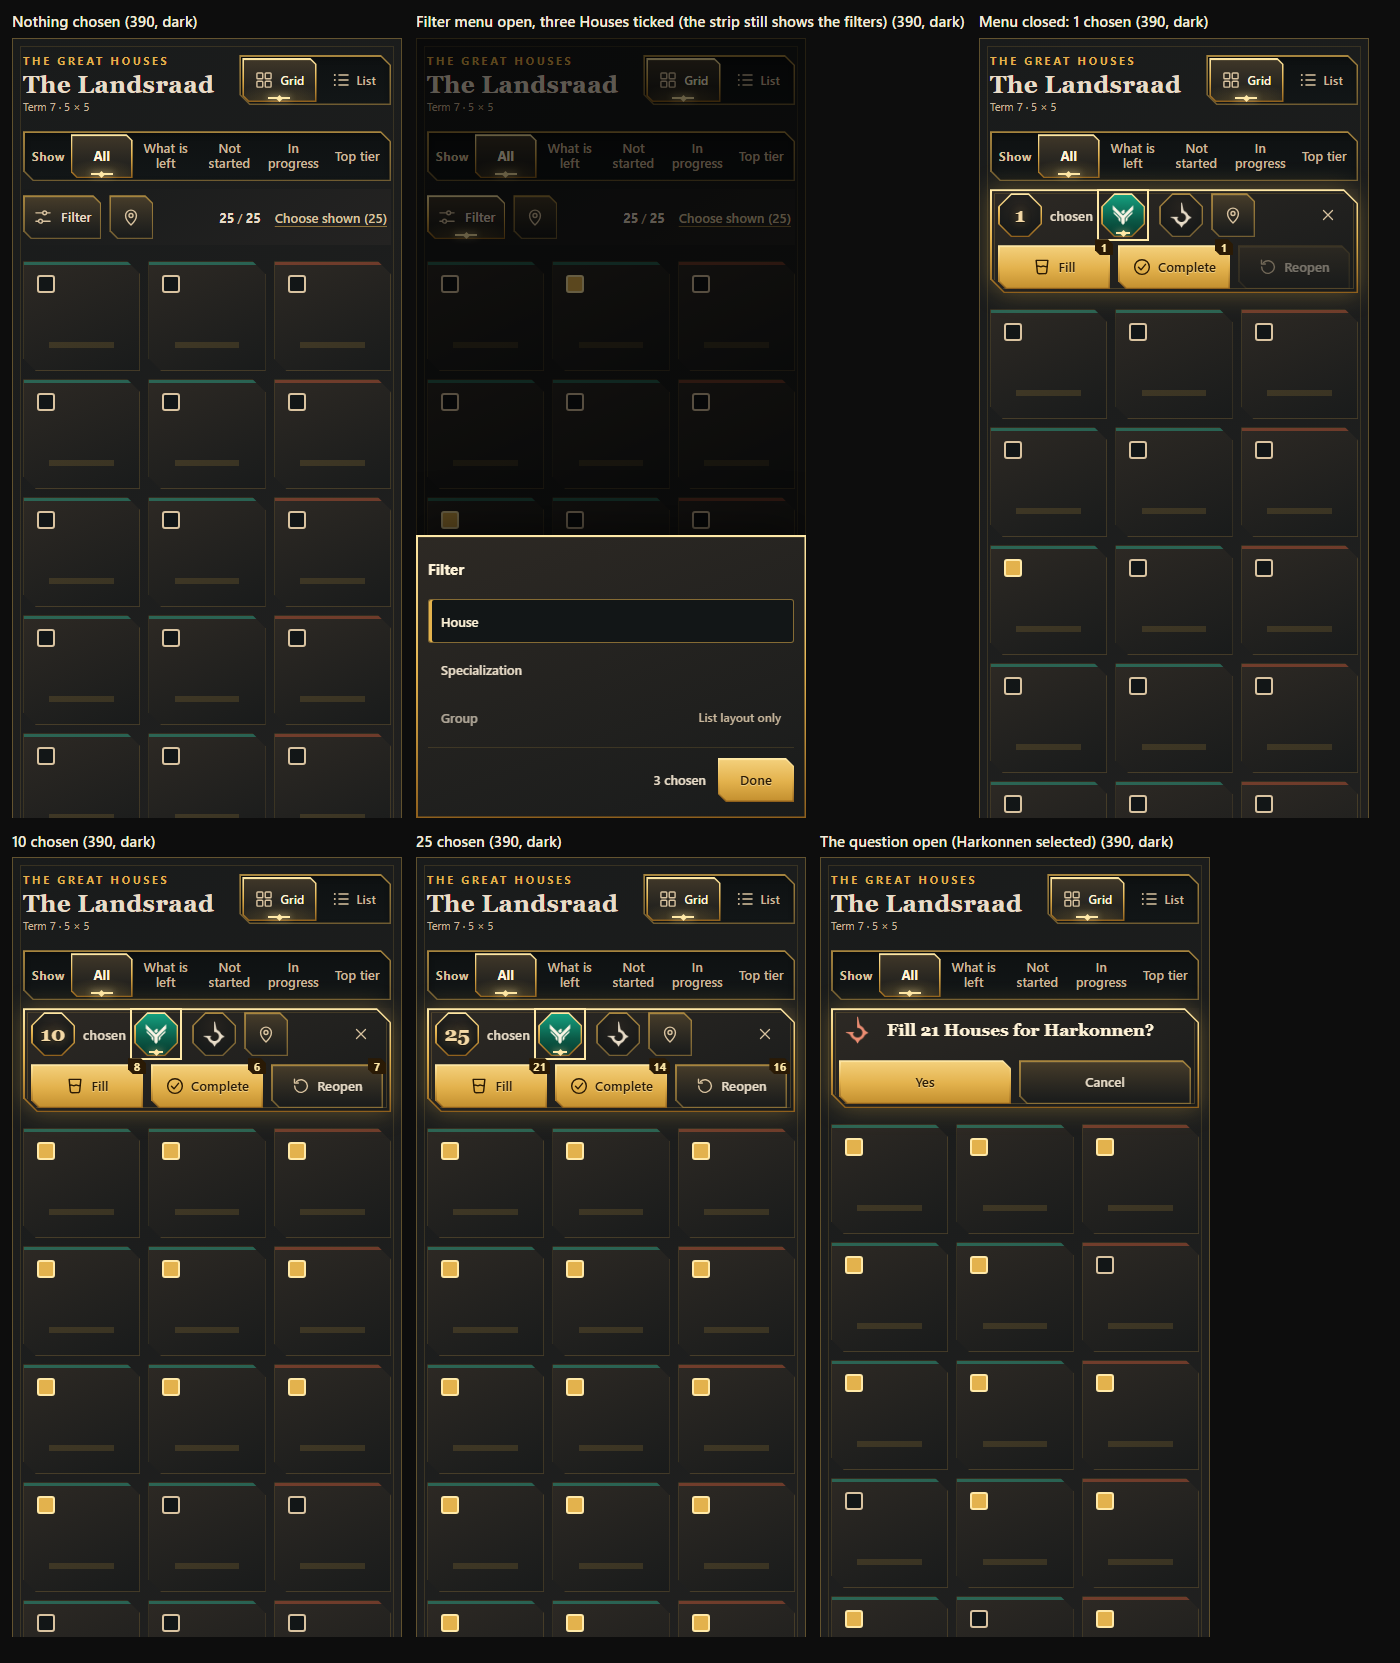 Nothing chosen (390, dark)
THE GREAT HOUSES
The Landsraad
Term 7 · 5 × 5
Grid
List
Show
All
What is left
Not started
In progress
Top tier
Filter
25 / 25
Choose shown (25)
Filter menu open, three Houses ticked (the strip still shows the filters) (390, dark)
THE GREAT HOUSES
The Landsraad
Term 7 · 5 × 5
Grid
List
Show
All
What is left
Not started
In progress
Top tier
Filter
25 / 25
Choose shown (25)
Filter
House
Specialization
Group
List layout only
3 chosen
Done
Menu closed: 1 chosen (390, dark)
THE GREAT HOUSES
The Landsraad
Term 7 · 5 × 5
Grid
List
Show
All
What is left
Not started
In progress
Top tier
1
chosen
Fill
1
Complete
1
Reopen
10 chosen (390, dark)
THE GREAT HOUSES
The Landsraad
Term 7 · 5 × 5
Grid
List
Show
All
What is left
Not started
In progress
Top tier
10
chosen
Fill
8
Complete
6
Reopen
7
25 chosen (390, dark)
THE GREAT HOUSES
The Landsraad
Term 7 · 5 × 5
Grid
List
Show
All
What is left
Not started
In progress
Top tier
25
chosen
Fill
21
Complete
14
Reopen
16
The question open (Harkonnen selected) (390, dark)
THE GREAT HOUSES
The Landsraad
Term 7 · 5 × 5
Grid
List
Show
All
What is left
Not started
In progress
Top tier
Fill 21 Houses for Harkonnen?
Yes
Cancel